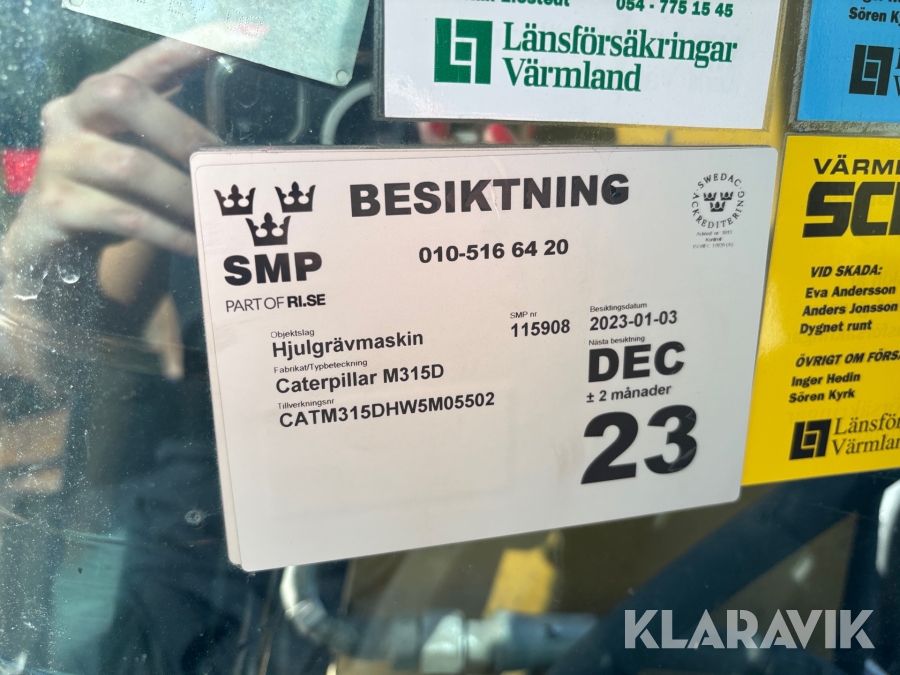 054 - 775 15 45
Länsförsäkringar
Värmland
Sören
BESIKTNING
SWEDAC
ACKREDITERING
010-516 64 20
SMP
PART OF RI.SE
Objektslag
Hjulgrävmaskin
Fabrikat/Typbeteckning
Caterpillar M315D
Tillverkningsnr
CATM315DHW5M05502
SMP nr
115908
Besiktningsdatum
2023-01-03
Nästa besiktning
DEC
± 2 månader
23
VID SKADA:
Eva Andersson
Anders Jonsson
Dygnet runt
ÖVRIGT OM FÖRS
Inger Hedin
Sören Kyrk
Länsför
Värmlan
KLARAVIK